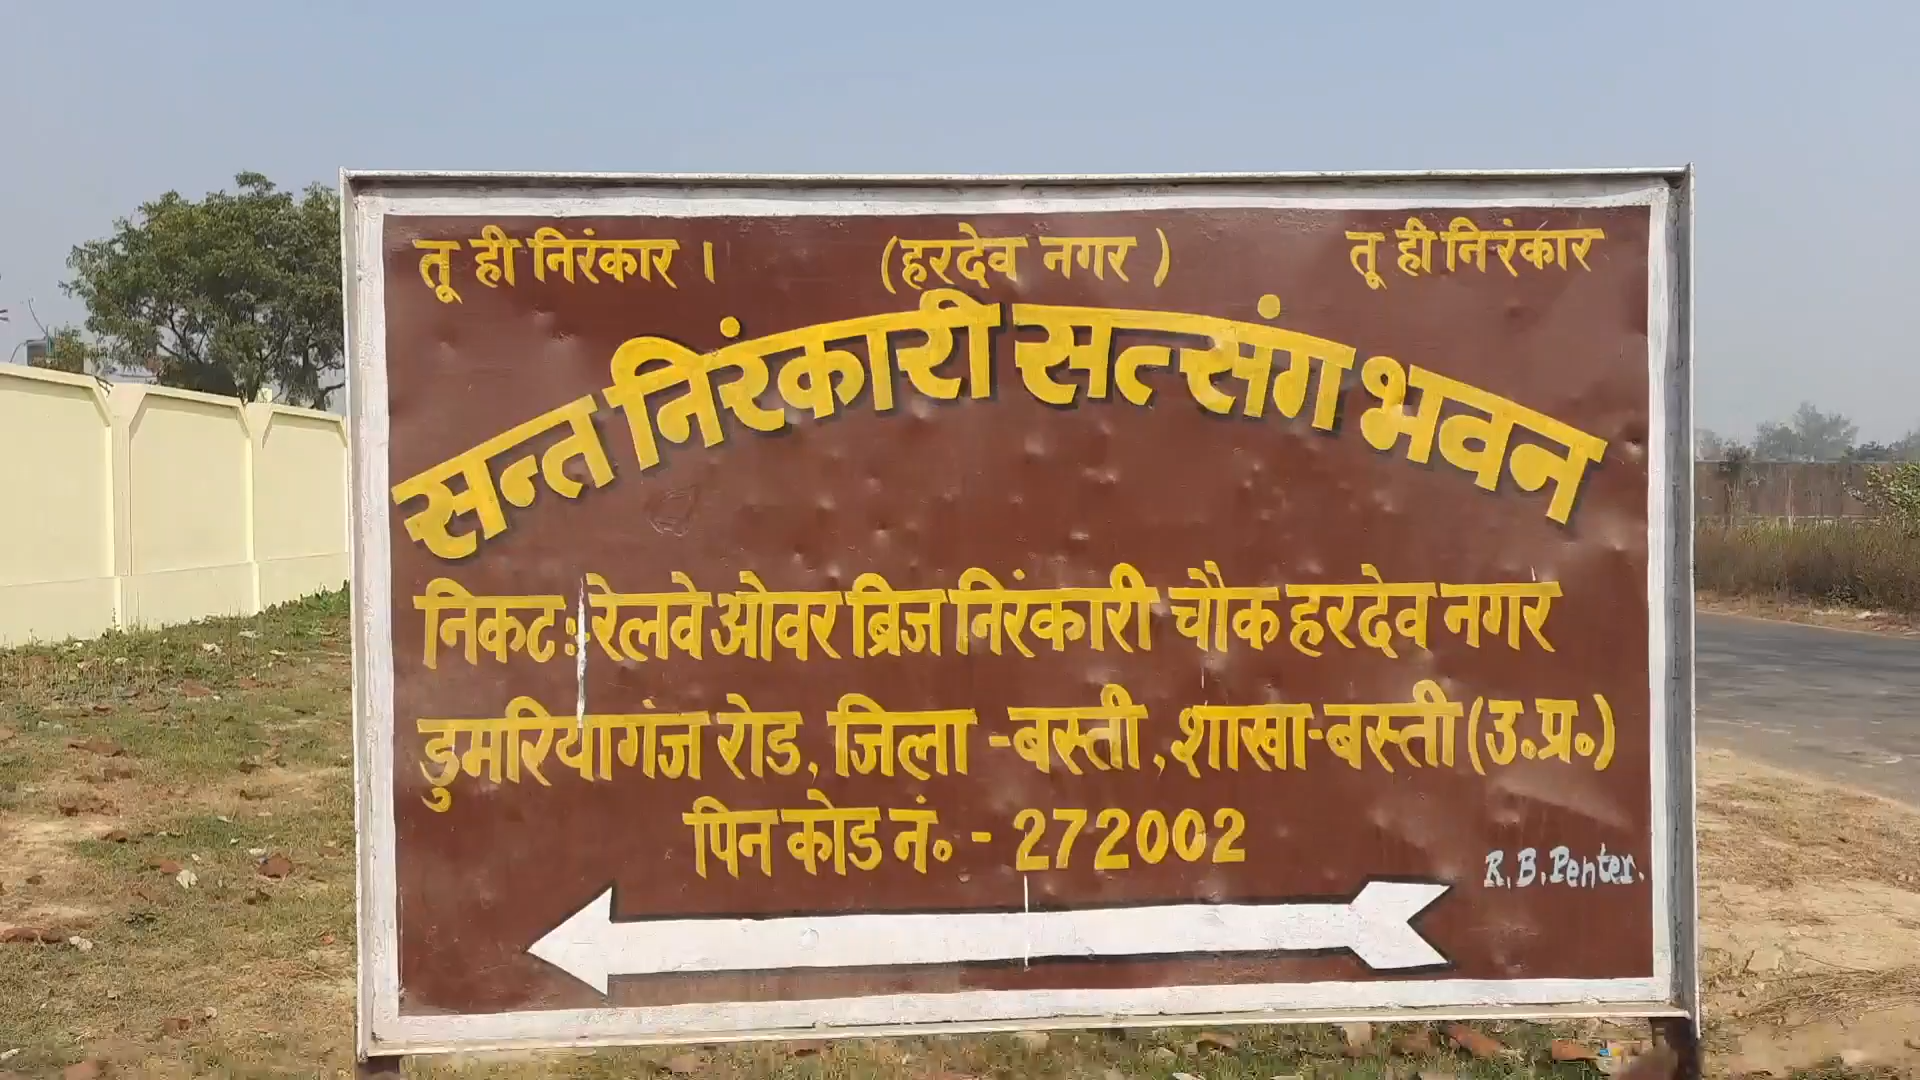 तू ही निरंकार । (हरदेव नगर) तू ही निरंकार
सन्त निरंकारी सत्संग भवन
निकट:-रेलवे ओवर ब्रिज निरंकारी चौक हरदेव नगर
डुमरियागंज रोड, जिला -बस्ती, शाखा-बस्ती (उ.प्र.)
पिन कोड नं. - 272002
R.B.Penter.